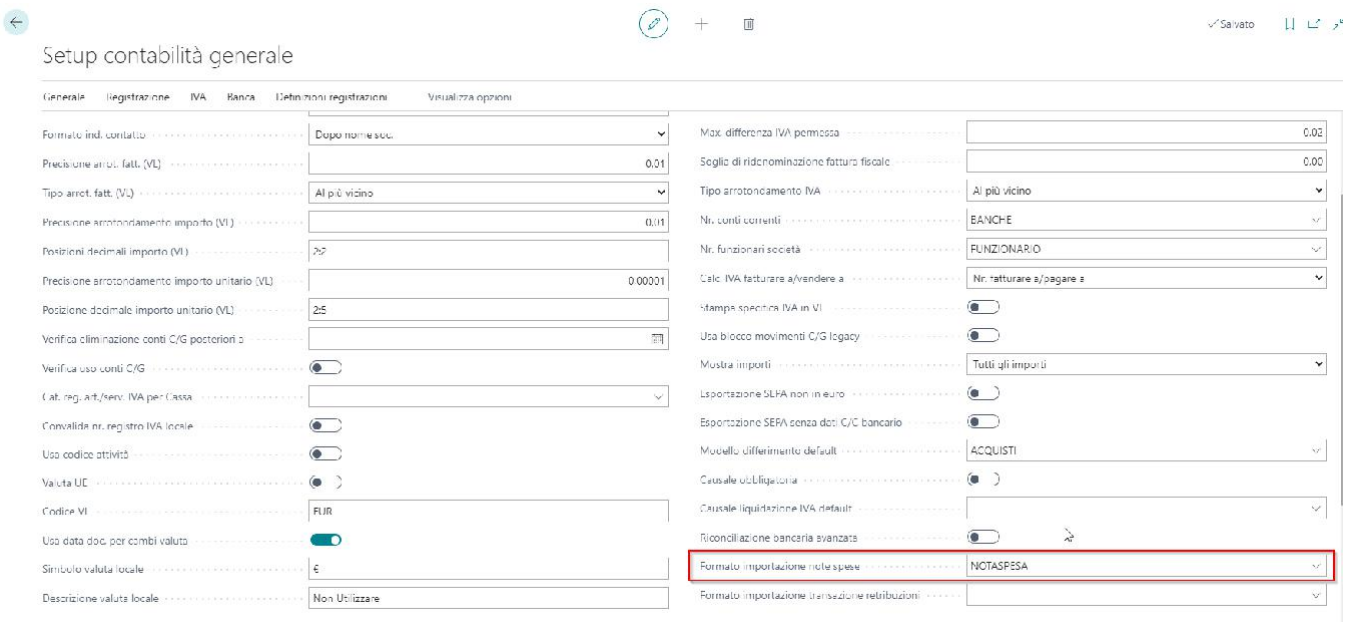 Salvato
Setup contabilità generale
Generale Registrazione IVA Banca Definizioni registrazioni Visualizza opzioni
Formato ind. contatto Dopo nome soc.
Precisione arrot. fatt. (VL) 0.01
Tipo arrot. fatt. (VL) Al più vicino
Precisione arrotondamento importo (VL) 0.01
Posizioni decimali importo (VL) 2:2
Precisione arrotondamento importo unitario (VL) 0.00001
Posizione decimale importo unitario (VL) 2:5
Verifica eliminazione conti C/G posteriori a
Verifica uso conti C/G
Cat. reg. art./serv. IVA per Cassa
Convalida nr. registro IVA locale
Usa codice attività
Valuta UE
Codice VL EUR
Usa data doc. per cambi valuta
Simbolo valuta locale €
Descrizione valuta locale Non Utilizzare
Max. differenza IVA permessa 0.02
Soglia di ridenominazione fattura fiscale 0.00
Tipo arrotondamento IVA Al più vicino
Nr. conti correnti BANCHE
Nr. funzionari società FUNZIONARIO
Calc. IVA fatturare a/vendere a Nr. fatturare a/pagare a
Stampa specifica IVA in VL
Usa blocco movimenti C/G legacy
Mostra importi Tutti gli importi
Esportazione SEPA non in euro
Esportazione SEPA senza dati C/C bancario
Modello differimento default ACQUISTI
Causale obbligatoria
Causale liquidazione IVA default
Riconciliazione bancaria avanzata
Formato importazione note spese NOTASPESA
Formato importazione transazione retribuzioni